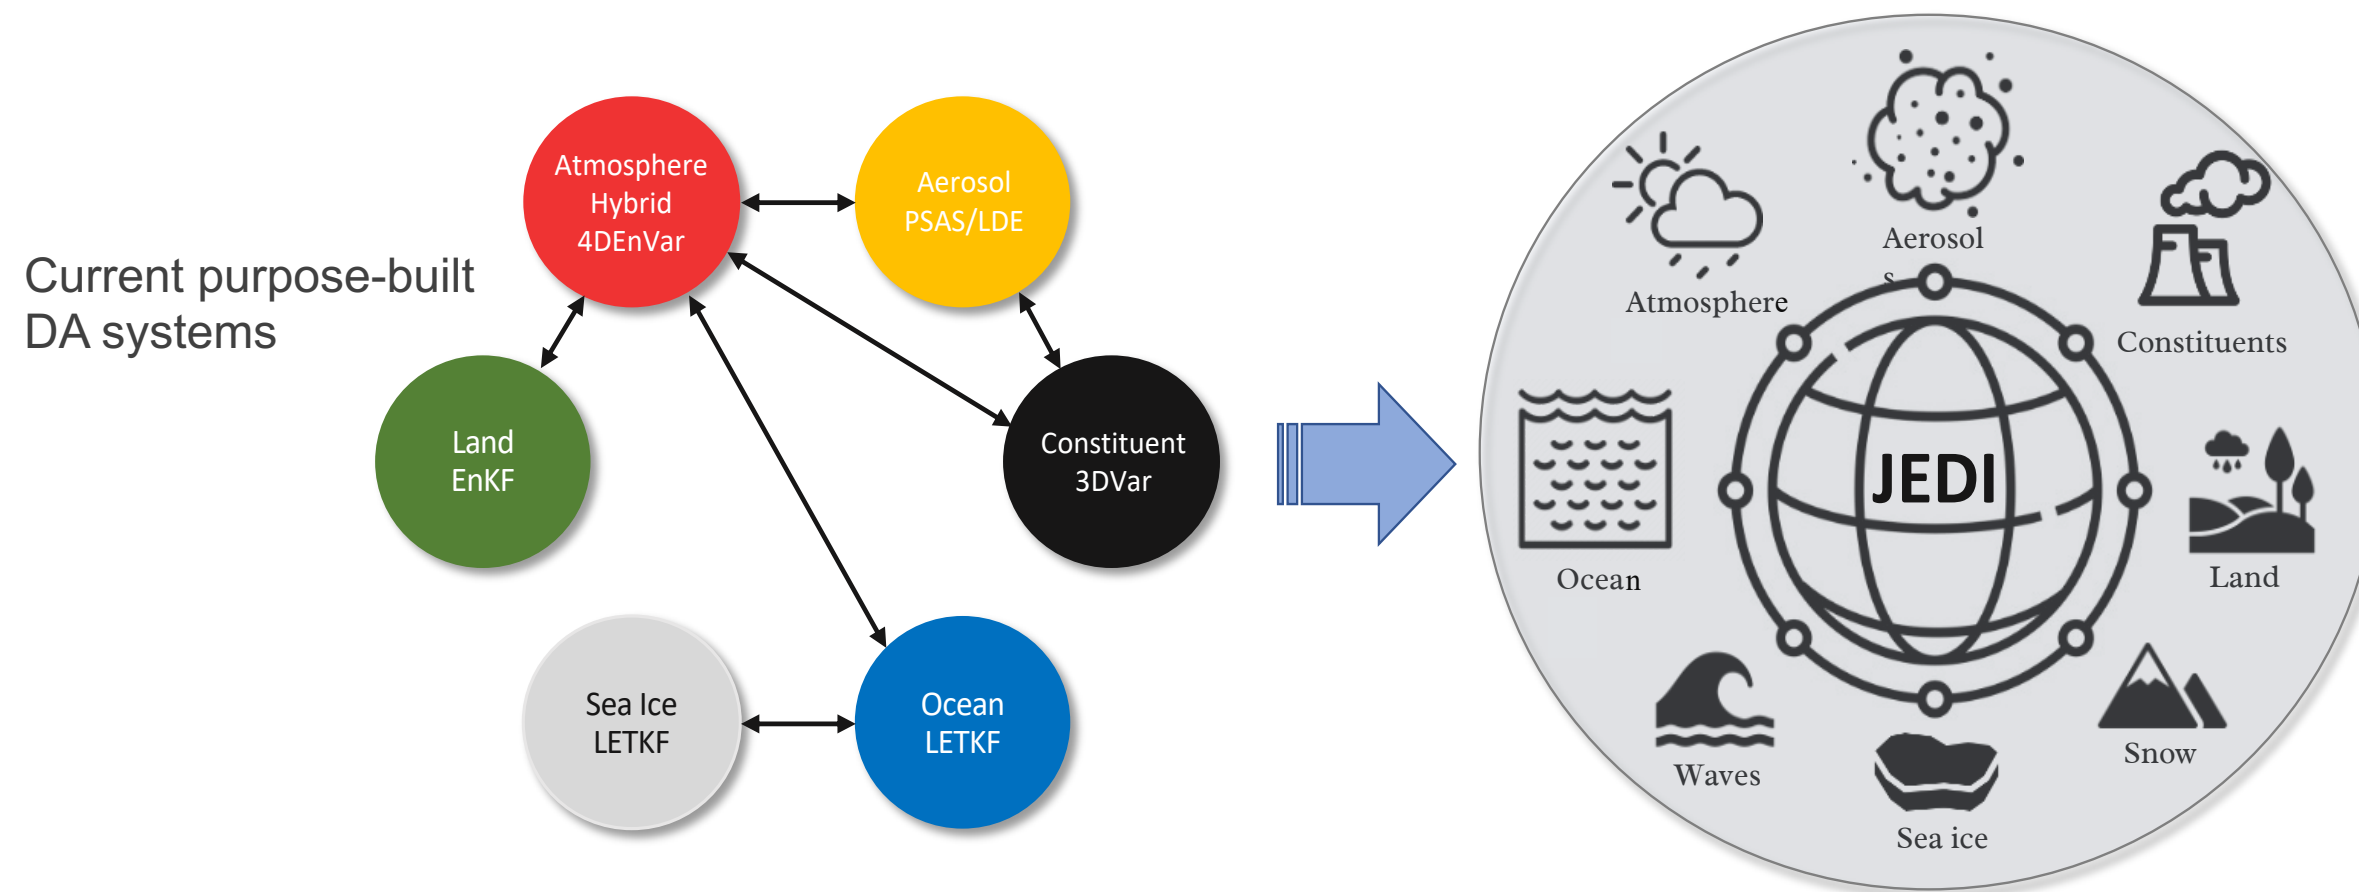 Current purpose-built
DA systems
Atmosphere
Hybrid
4DEnVar
Aerosol
PSAS/LDE
Land
EnKF
Constituent
3DVar
Sea Ice
LETKF
Ocean
LETKF
Aerosol
s
Atmosphere
Constituents
JEDI
Ocean
Land
Waves
Snow
Sea ice